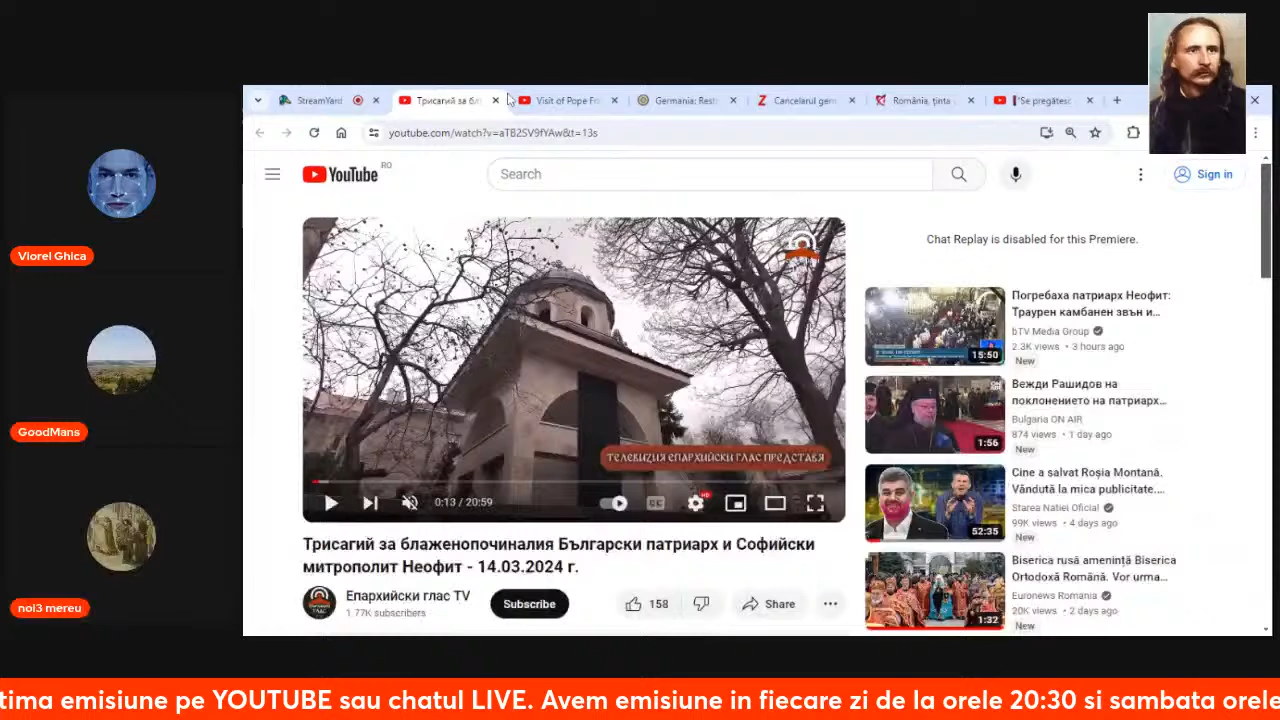 StreamYard
Трисагий за бл
Visit of Pope Fr
Germania: Restr
Cancelarul gerr
România, ținta
"Se pregătesc
youtube.com/watch?v=aTB2SV9fYAw&t=13s
YouTube RO
Search
Sign in
Viorel Ghica
GoodMans
noi3 mereu
ТЕЛЕВИЗИЯ ЕПАРХИЙСКИ ГЛАС ПРЕДСТАВЯ
0:13 / 20:59
CC
HD
Трисагий за блаженопочиналия Български патриарх и Софийски
митрополит Неофит - 14.03.2024 г.
Епархийски глас TV
1.77K subscribers
Subscribe
158
Share
Chat Replay is disabled for this Premiere.
Погребаха патриарх Неофит:
Траурен камбанен звън и...
bTV Media Group
2.3K views • 3 hours ago
New
15:50
Вежди Рашидов на
поклонението на патриарх...
Bulgaria ON AIR
874 views • 1 day ago
New
1:56
Cine a salvat Roșia Montană.
Vândută la mica publicitate....
Starea Natiei Oficial
99K views • 4 days ago
New
52:35
Biserica rusă amenință Biserica
Ortodoxă Română. Vor urma...
Euronews Romania
20K views • 2 days ago
New
1:32
tima emisiune pe YOUTUBE sau chatul LIVE. Avem emisiune in fiecare zi de la orele 20:30 si sambata orele